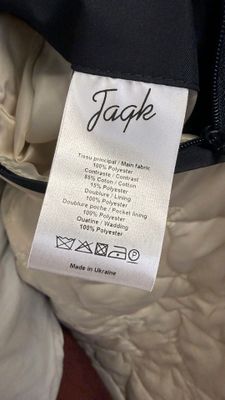 Jaqk
Tissu principal / Main fabric
100% Polyester
Contraste / Contrast
85% Coton / Cotton
15% Polyester
Doublure / Lining
100% Polyester
Doublure poche / Pocket lining
100% Polyester
Ouatine / Wadding
100% Polyester
Made in Ukraine